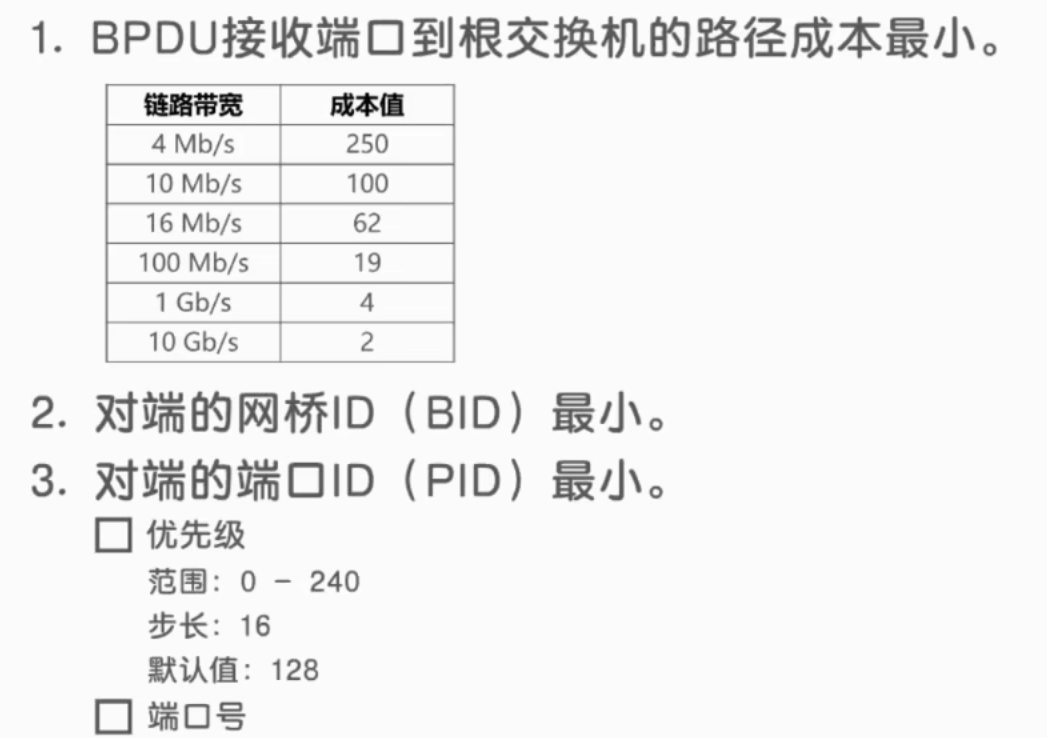 1. BPDU接收端口到根交换机的路径成本最小。
链路带宽 成本值
4 Mb/s 250
10 Mb/s 100
16 Mb/s 62
100 Mb/s 19
1 Gb/s 4
10 Gb/s 2
2. 对端的网桥ID（BID）最小。
3. 对端的端口ID（PID）最小。
优先级
范围：0 - 240
步长：16
默认值：128
端口号